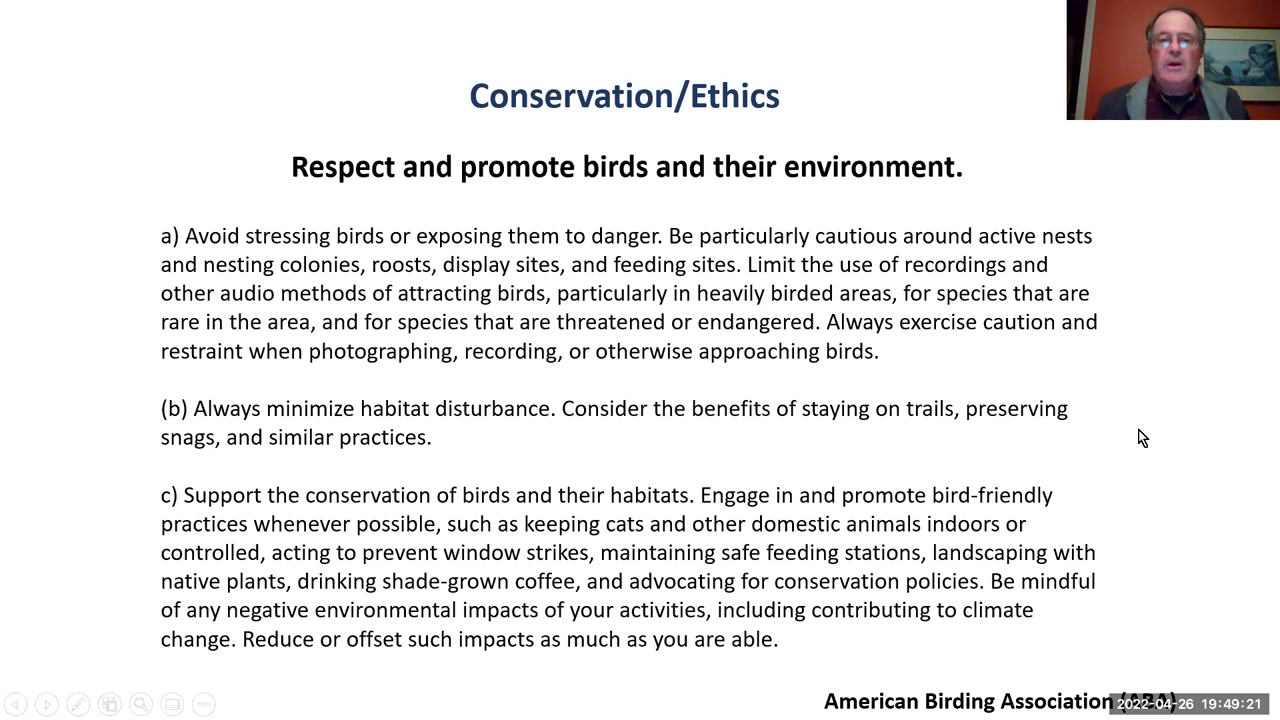 Conservation/Ethics
Respect and promote birds and their environment.
a) Avoid stressing birds or exposing them to danger. Be particularly cautious around active nests
and nesting colonies, roosts, display sites, and feeding sites. Limit the use of recordings and
other audio methods of attracting birds, particularly in heavily birded areas, for species that are
rare in the area, and for species that are threatened or endangered. Always exercise caution and
restraint when photographing, recording, or otherwise approaching birds.
(b) Always minimize habitat disturbance. Consider the benefits of staying on trails, preserving
snags, and similar practices.
c) Support the conservation of birds and their habitats. Engage in and promote bird-friendly
practices whenever possible, such as keeping cats and other domestic animals indoors or
controlled, acting to prevent window strikes, maintaining safe feeding stations, landscaping with
native plants, drinking shade-grown coffee, and advocating for conservation policies. Be mindful
of any negative environmental impacts of your activities, including contributing to climate
change. Reduce or offset such impacts as much as you are able.
American Birding Association (ABA)
2022-04-26 19:49:21